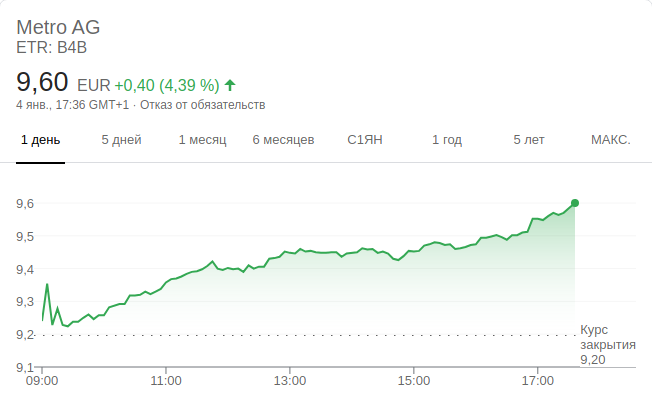 Metro AG
ETR: B4B
9,60 EUR +0,40 (4,39 %)
4 янв., 17:36 GMT+1 · Отказ от обязательств
1 день 5 дней 1 месяц 6 месяцев С1ЯН 1 год 5 лет МАКС.
9,6
9,5
9,4
9,3
9,2
9,1
Курс
закрытия
9,20
09:00 11:00 13:00 15:00 17:00